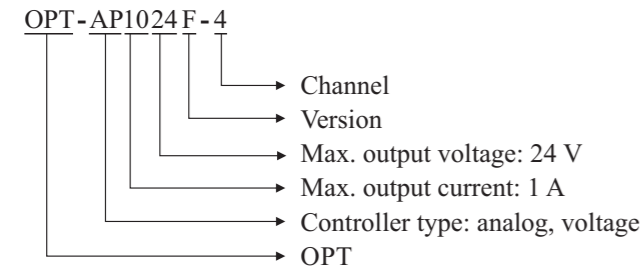 OPT-AP1024F-4
Channel
Version
Max. output voltage: 24 V
Max. output current: 1 A
Controller type: analog, voltage
OPT